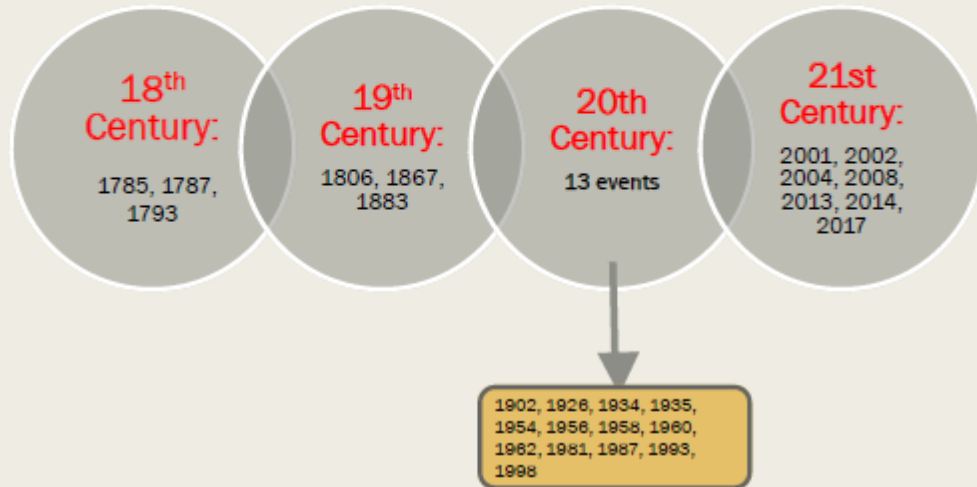 18th
Century:
1785, 1787,
1793
19th
Century:
1806, 1867,
1883
20th
Century:
13 events
21st
Century:
2001, 2002,
2004, 2008,
2013, 2014,
2017
1902, 1926, 1934, 1935,
1954, 1956, 1958, 1960,
1962, 1981, 1987, 1993,
1998